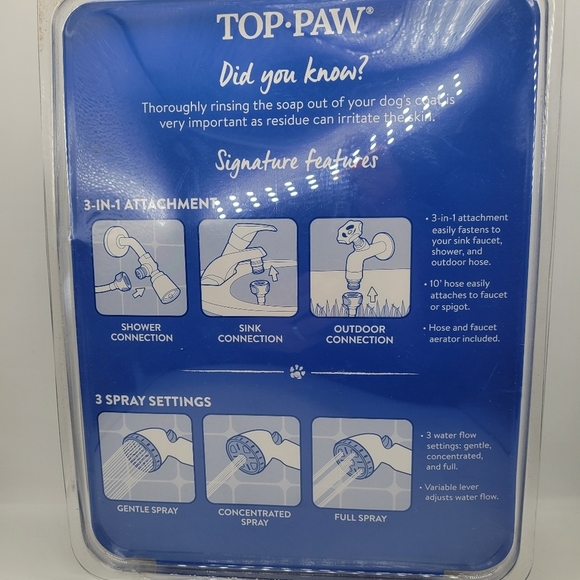 TOP•PAW®
Did you know?
Thoroughly rinsing the soap out of your dog's coat is
very important as residue can irritate the skin.
Signature features
3-IN-1 ATTACHMENT
SHOWER
CONNECTION
SINK
CONNECTION
OUTDOOR
CONNECTION
• 3-in-1 attachment
easily fastens to
your sink faucet,
shower, and
outdoor hose.
• 10' hose easily
attaches to faucet
or spigot.
• Hose and faucet
aerator included.
3 SPRAY SETTINGS
GENTLE SPRAY
CONCENTRATED
SPRAY
FULL SPRAY
• 3 water flow
settings: gentle,
concentrated,
and full.
• Variable lever
adjusts water flow.